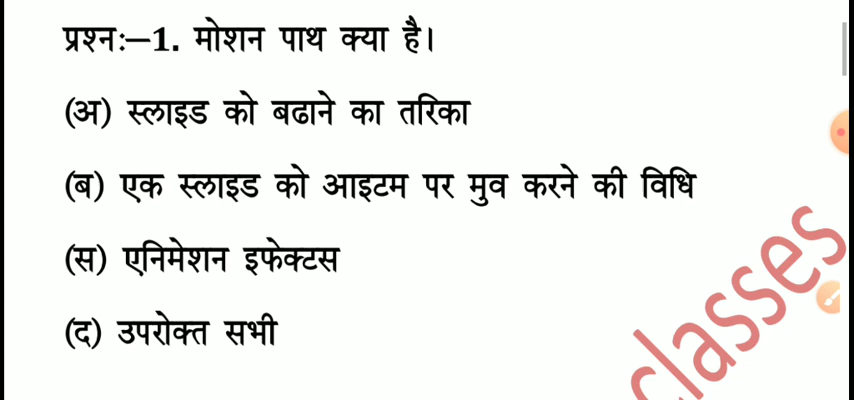 प्रश्नः–1. मोशन पाथ क्या है।
(अ) स्लाइड को बढाने का तरिका
(ब) एक स्लाइड को आइटम पर मुव करने की विधि
(स) एनिमेशन इफेक्टस
(द) उपरोक्त सभी
classes